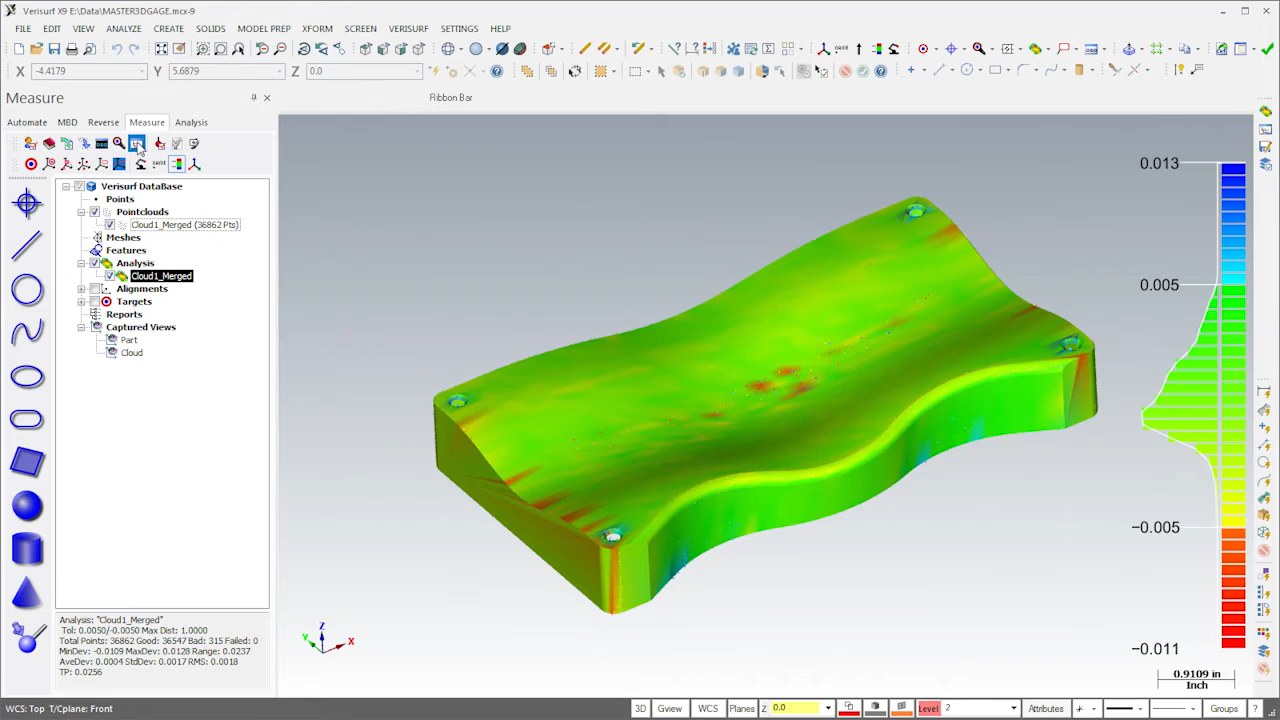 Verisurf X9 E:\Data\MASTER3DGAGE.mcx-9
FILE EDIT VIEW ANALYZE CREATE SOLIDS MODEL PREP XFORM SCREEN VERISURF SETTINGS HELP
X -4.4179 Y 5.6879 Z 0.0
Measure
Ribbon Bar
Automate MBD Reverse Measure Analysis
Verisurf DataBase
Points
Pointclouds
Cloud1_Merged (36862 Pts)
Meshes
Features
Analysis
Cloud1_Merged
Alignments
Targets
Reports
Captured Views
Part
Cloud
0.013
0.005
-0.005
-0.011
0.9109 in
Inch
Z
Y
X
Analysis: "Cloud1_Merged"
Tol: 0.0050/-0.0050 Max Dist: 1.0000
Total Points: 36862 Good: 36547 Bad: 315 Failed: 0
MinDev: -0.0109 MaxDev: 0.0128 Range: 0.0237
AveDev: 0.0004 StdDev: 0.0017 RMS: 0.0018
TP: 0.0256
WCS: Top T/Cplane: Front
3D Gview WCS Planes Z 0.0 Level 2 Attributes Groups ?